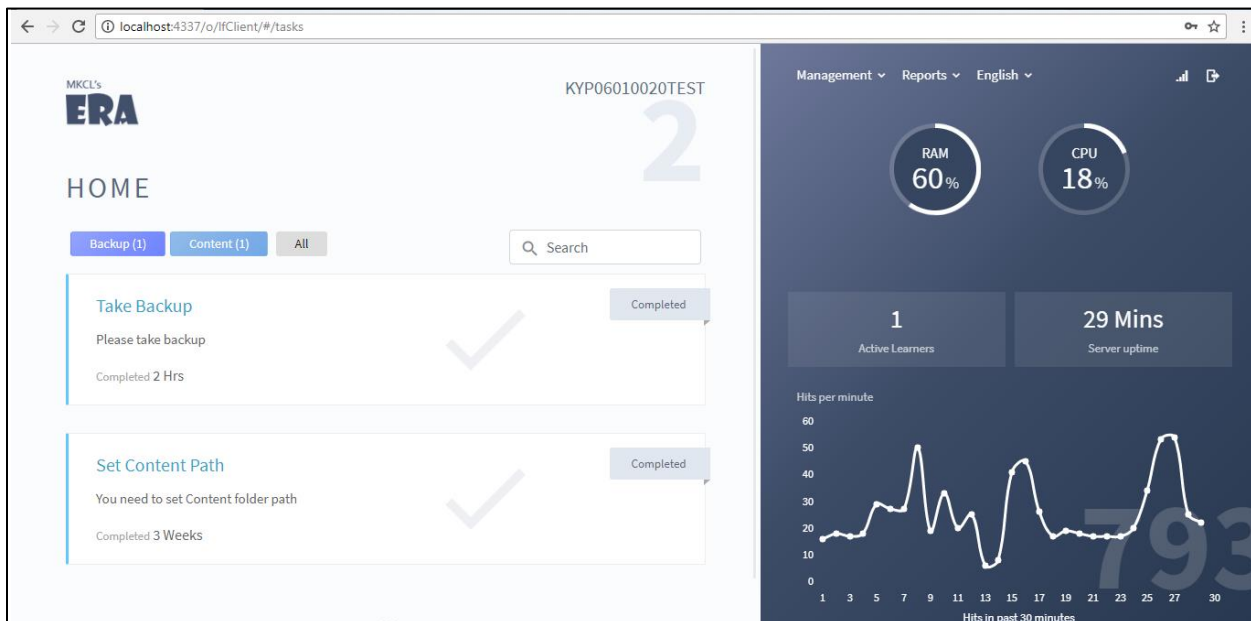 localhost:4337/o/lfClient/#/tasks
MKCL's
ERA
KYP06010020TEST
2
HOME
Backup (1) Content (1) All
Search
Take Backup
Completed
Please take backup
Completed 2 Hrs
Set Content Path
Completed
You need to set Content folder path
Completed 3 Weeks
Management Reports English
RAM
60%
CPU
18%
1
Active Learners
29 Mins
Server uptime
Hits per minute
60
50
40
30
20
10
0
1 3 5 7 9 11 13 15 17 19 21 23 25 27 30
793
Hits in past 30 minutes